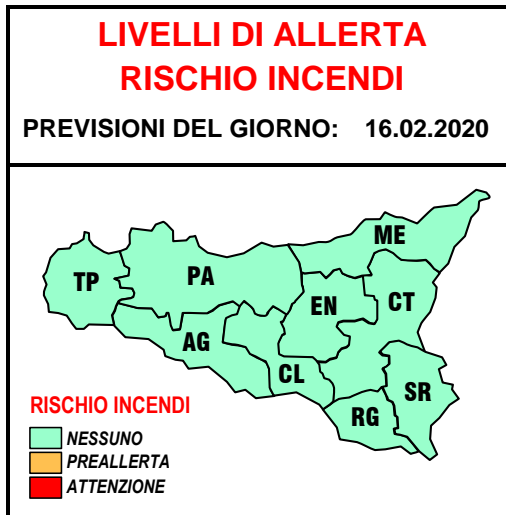 LIVELLI DI ALLERTA
RISCHIO INCENDI
PREVISIONI DEL GIORNO: 16.02.2020
ME
TP
PA
EN
CT
AG
CL
SR
RG
RISCHIO INCENDI
NESSUNO
PREALLERTA
ATTENZIONE